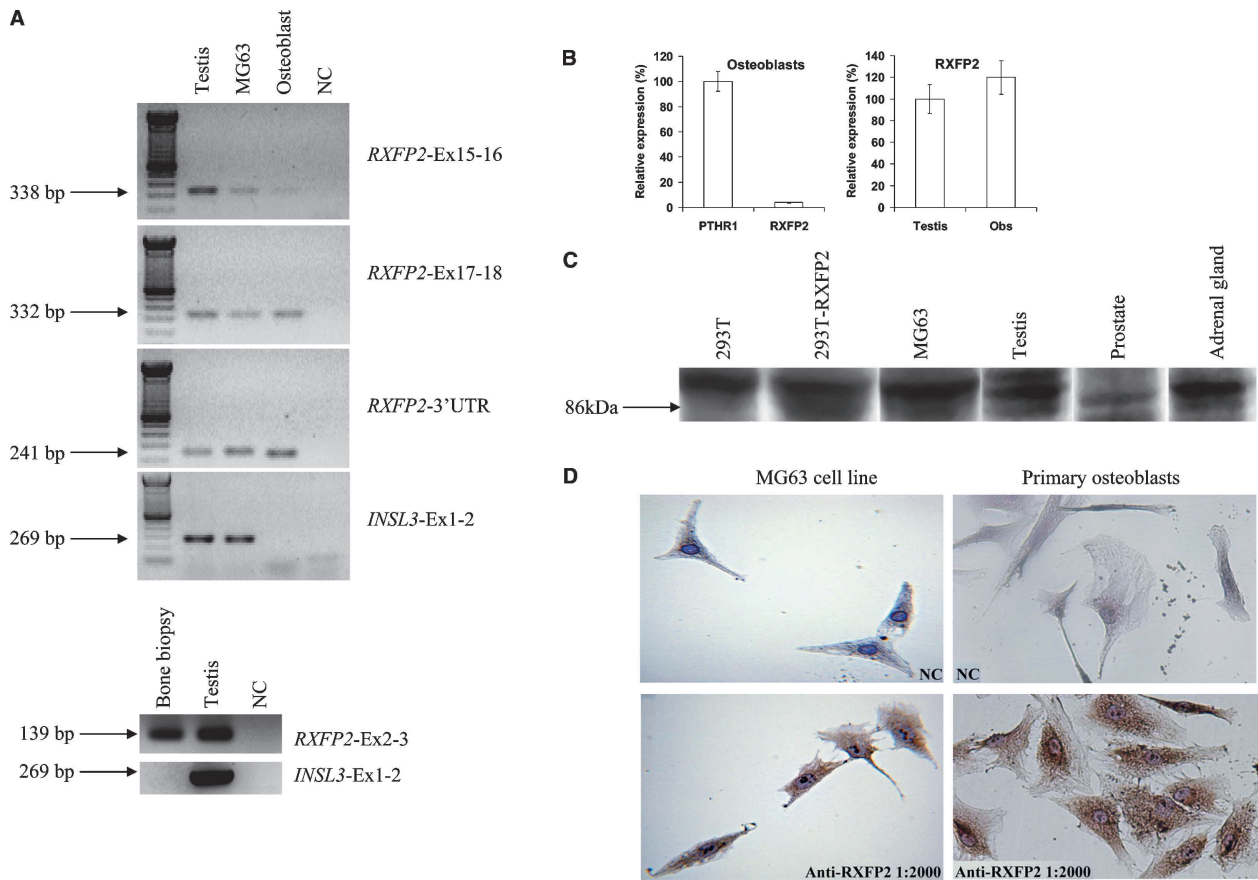 A
Testis
MG63
Osteoblast
NC
338 bp
RXFP2-Ex15-16
332 bp
RXFP2-Ex17-18
241 bp
RXFP2-3'UTR
269 bp
INSL3-Ex1-2
Bone biopsy
Testis
NC
139 bp
RXFP2-Ex2-3
269 bp
INSL3-Ex1-2
B
Relative expression (%)
120
100
80
60
40
20
0
Osteoblasts
PTHR1
RXFP2
Relative expression (%)
140
120
100
80
60
40
20
0
RXFP2
Testis
Obs
C
293T
293T-RXFP2
MG63
Testis
Prostate
Adrenal gland
86kDa
D
MG63 cell line
Primary osteoblasts
NC
NC
Anti-RXFP2 1:2000
Anti-RXFP2 1:2000